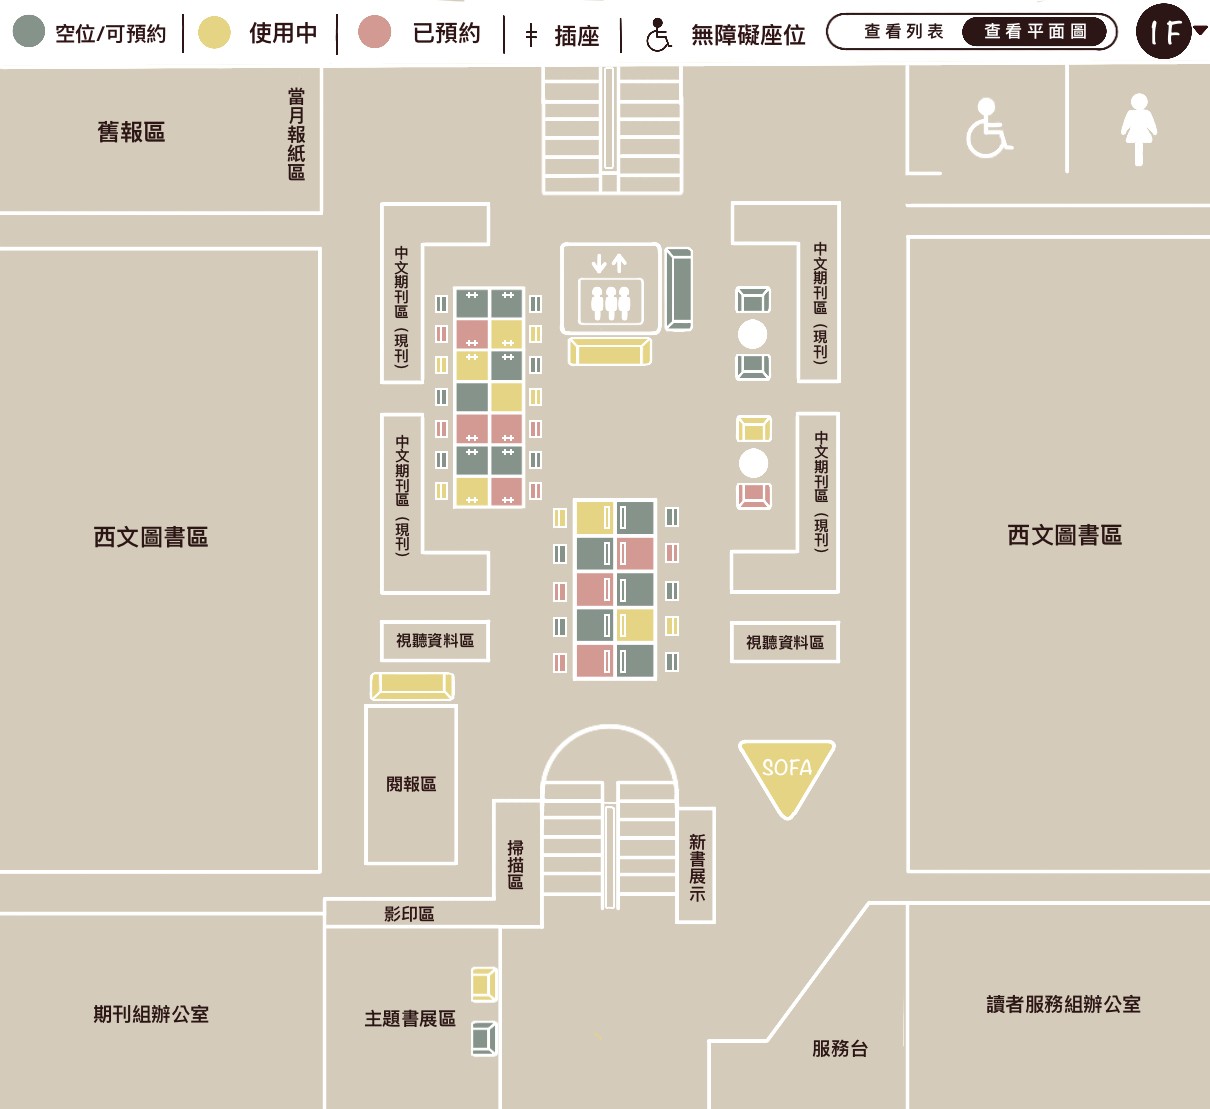 空位/可預約
使用中
已預約
插座
無障礙座位
查看列表
查看平面圖
1F
舊報區
當月報紙區
中文期刊區（現刊）
中文期刊區（現刊）
中文期刊區（現刊）
中文期刊區（現刊）
西文圖書區
西文圖書區
視聽資料區
視聽資料區
閱報區
SOFA
掃描區
新書展示
影印區
期刊組辦公室
主題書展區
服務台
讀者服務組辦公室